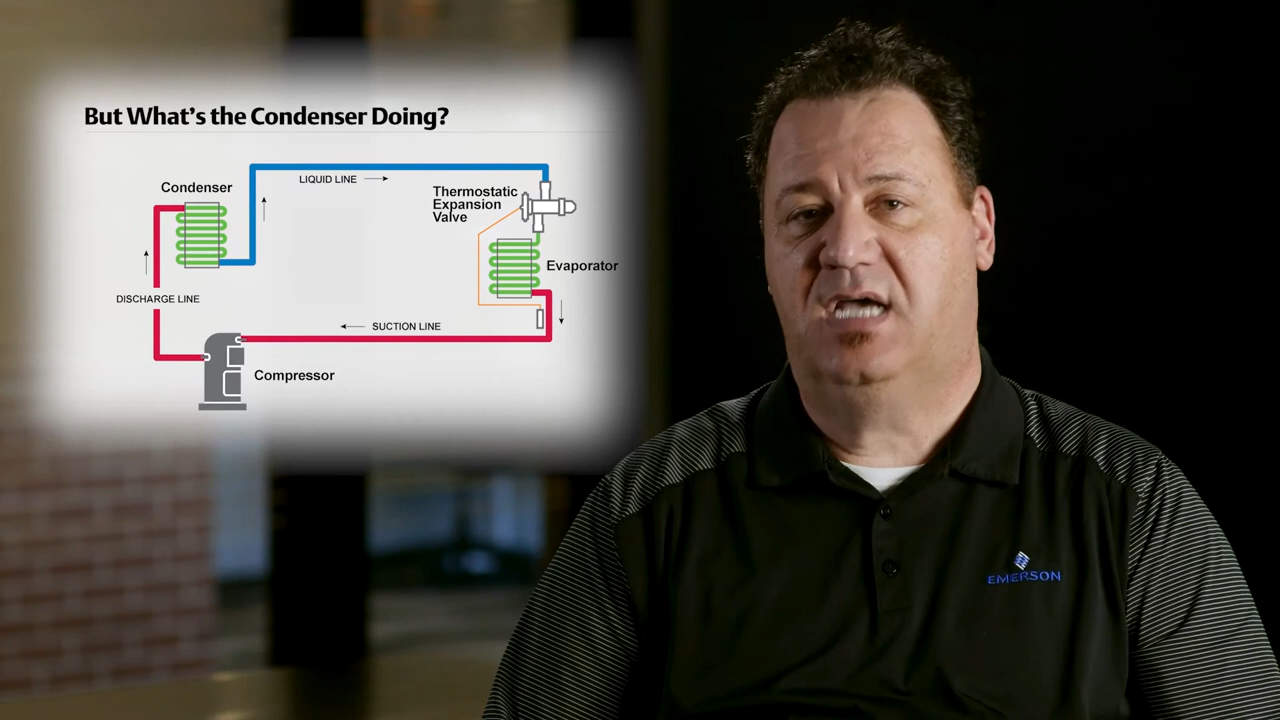 But What's the Condenser Doing?
LIQUID LINE
Condenser
Thermostatic
Expansion
Valve
Evaporator
DISCHARGE LINE
SUCTION LINE
Compressor
EMERSON